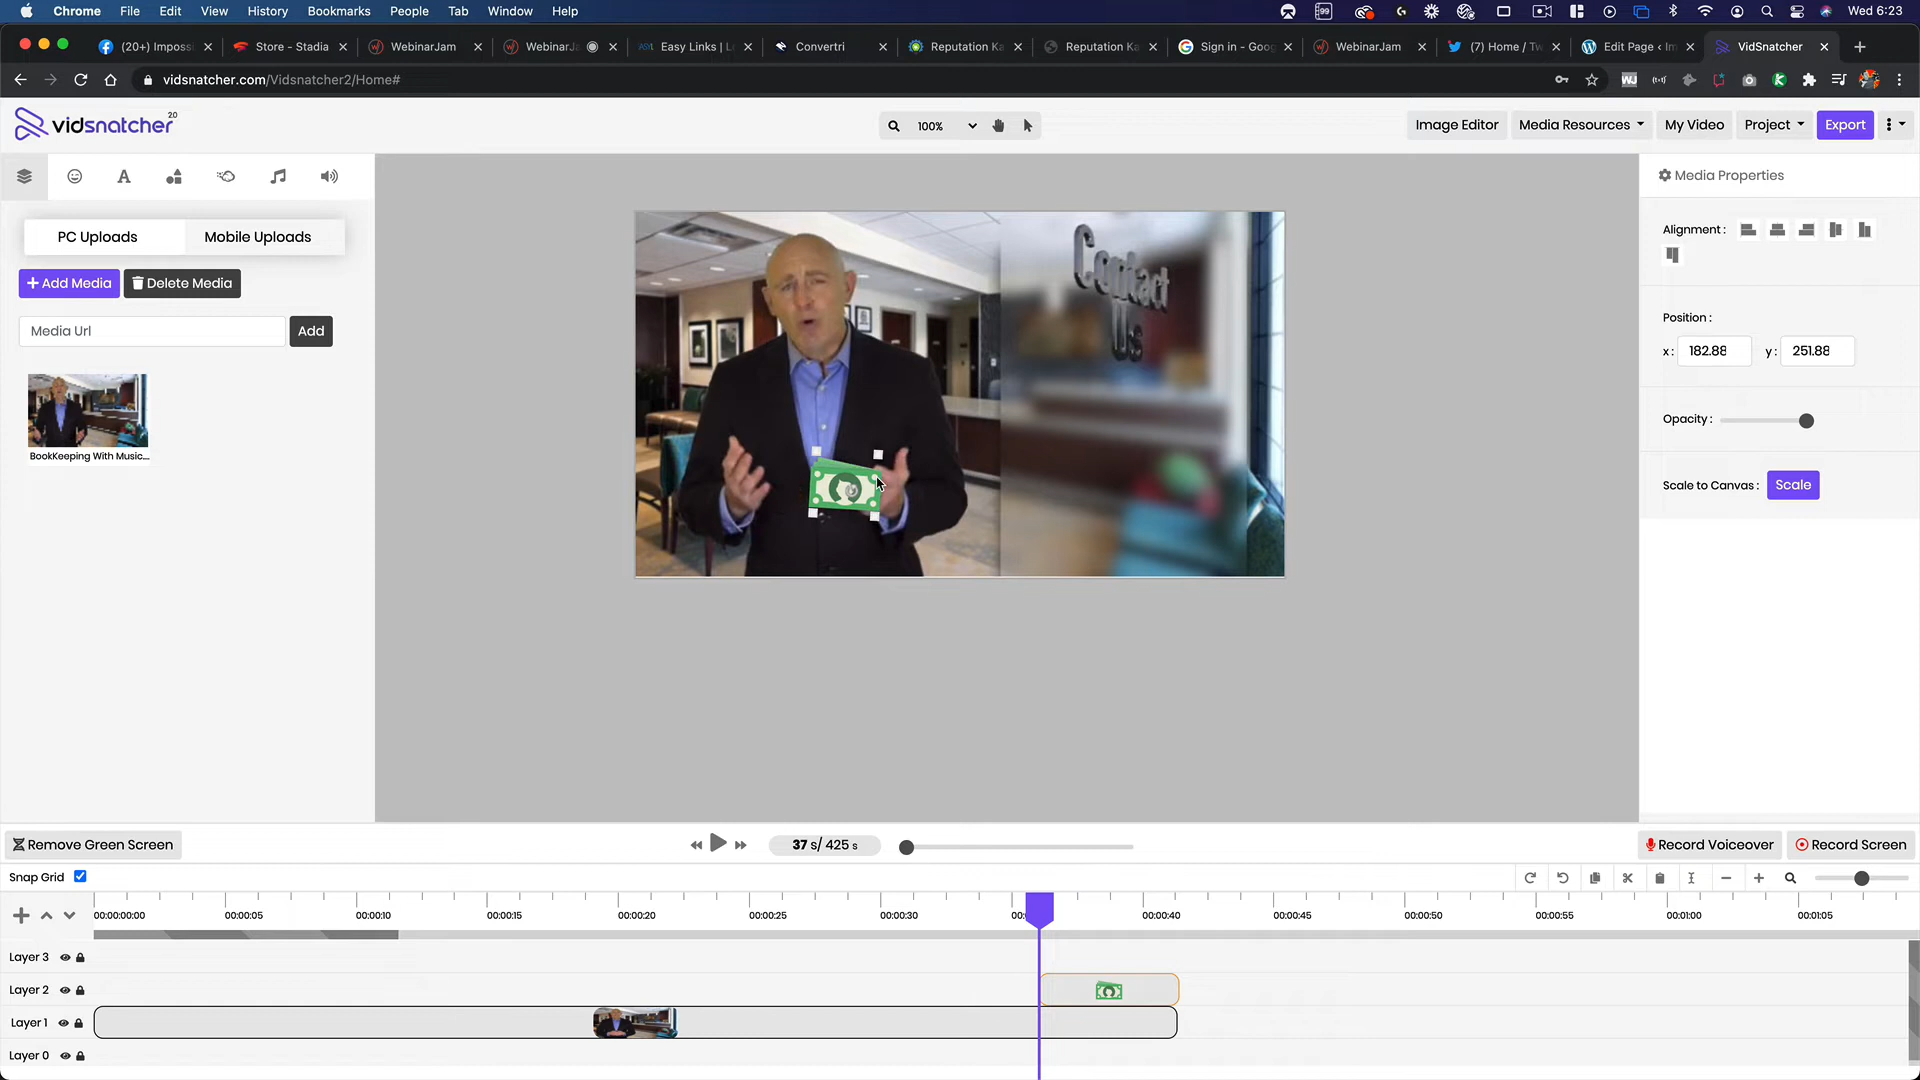 Chrome File Edit View History Bookmarks People Tab Window Help
99
Wed 6:23
(20+) Imposs
Store - Stadia
WebinarJam
WebinarJa
Easy Links | L
Convertri
Reputation Ka
Reputation Ka
Sign in - Goog
WebinarJam
(7) Home / Tw
Edit Page ‹ Im
VidSnatcher
vidsnatcher.com/Vidsnatcher2/Home#
vidsnatcher 2.0
100%
Image Editor
Media Resources
My Video
Project
Export
Media Properties
PC Uploads
Mobile Uploads
Alignment :
+ Add Media
Delete Media
Media Url
Add
Position :
x : 182.88 y : 251.88
Contact
Us
Opacity :
BookKeeping With Music...
Scale to Canvas : Scale
Remove Green Screen
37 s/ 425 s
Record Voiceover
Record Screen
Snap Grid
00:00:00:00
00:00:05
00:00:10
00:00:15
00:00:20
00:00:25
00:00:30
00:
00:00:40
00:00:45
00:00:50
00:00:55
00:01:00
00:01:05
Layer 3
Layer 2
Layer 1
Layer 0